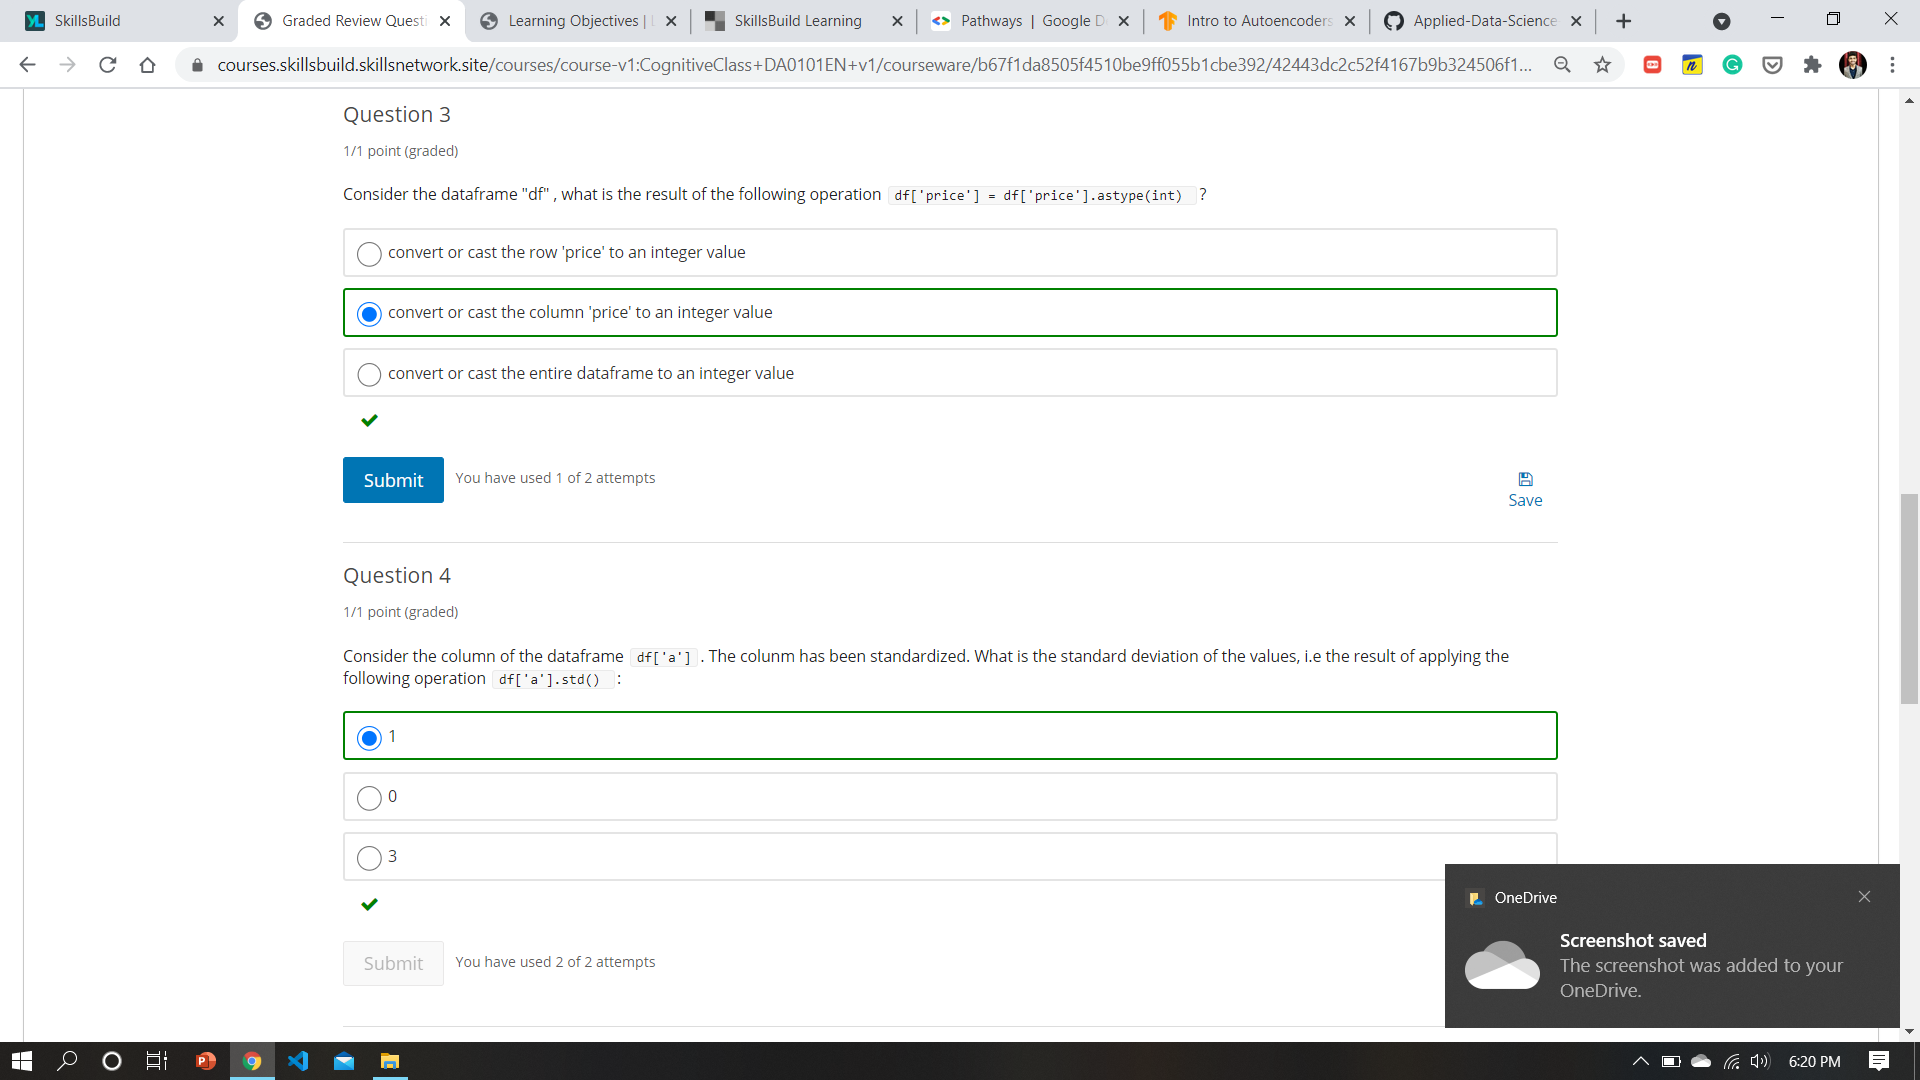 SkillsBuild
Graded Review Questi
Learning Objectives | L
SkillsBuild Learning
Pathways | Google De
Intro to Autoencoders
Applied-Data-Science
courses.skillsbuild.skillsnetwork.site/courses/course-v1:CognitiveClass+DA0101EN+v1/courseware/b67f1da8505f4510be9ff055b1cbe392/42443dc2c52f4167b9b324506f1...
Question 3
1/1 point (graded)
Consider the dataframe "df" , what is the result of the following operation df['price'] = df['price'].astype(int) ?
convert or cast the row 'price' to an integer value
convert or cast the column 'price' to an integer value
convert or cast the entire dataframe to an integer value
Submit
You have used 1 of 2 attempts
Save
Question 4
1/1 point (graded)
Consider the column of the dataframe df['a'] . The colunm has been standardized. What is the standard deviation of the values, i.e the result of applying the
following operation df['a'].std() :
1
0
3
Submit
You have used 2 of 2 attempts
OneDrive
Screenshot saved
The screenshot was added to your
OneDrive.
6:20 PM